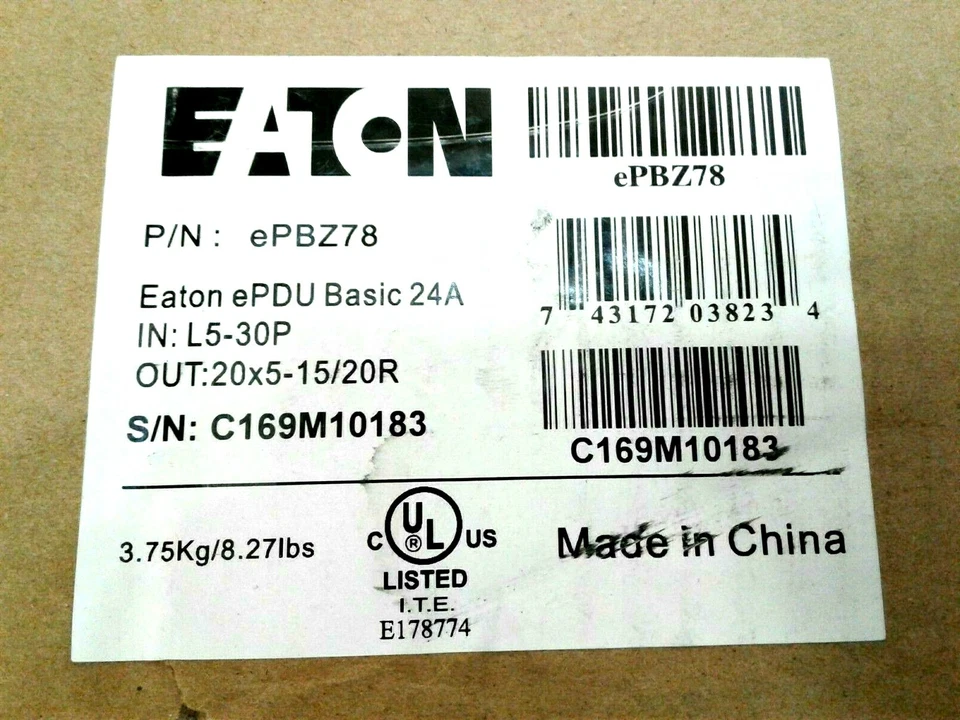 EATON
ePBZ78
P/N : ePBZ78
Eaton ePDU Basic 24A
IN: L5-30P
OUT:20x5-15/20R
S/N: C169M10183
7 43172 03823 4
C169M10183
3.75Kg/8.27lbs
C UL® US
LISTED
I.T.E.
E178774
Made in China